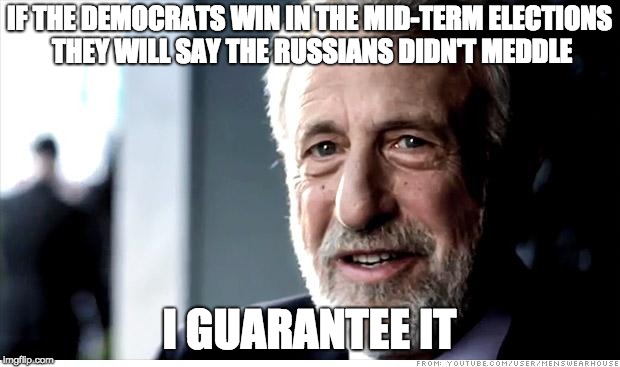 IF THE DEMOCRATS WIN IN THE MID-TERM ELECTIONS
THEY WILL SAY THE RUSSIANS DIDN'T MEDDLE
I GUARANTEE IT
imgflip.com
FROM: YOUTUBE.COM/USER/MENSWEARHOUSE